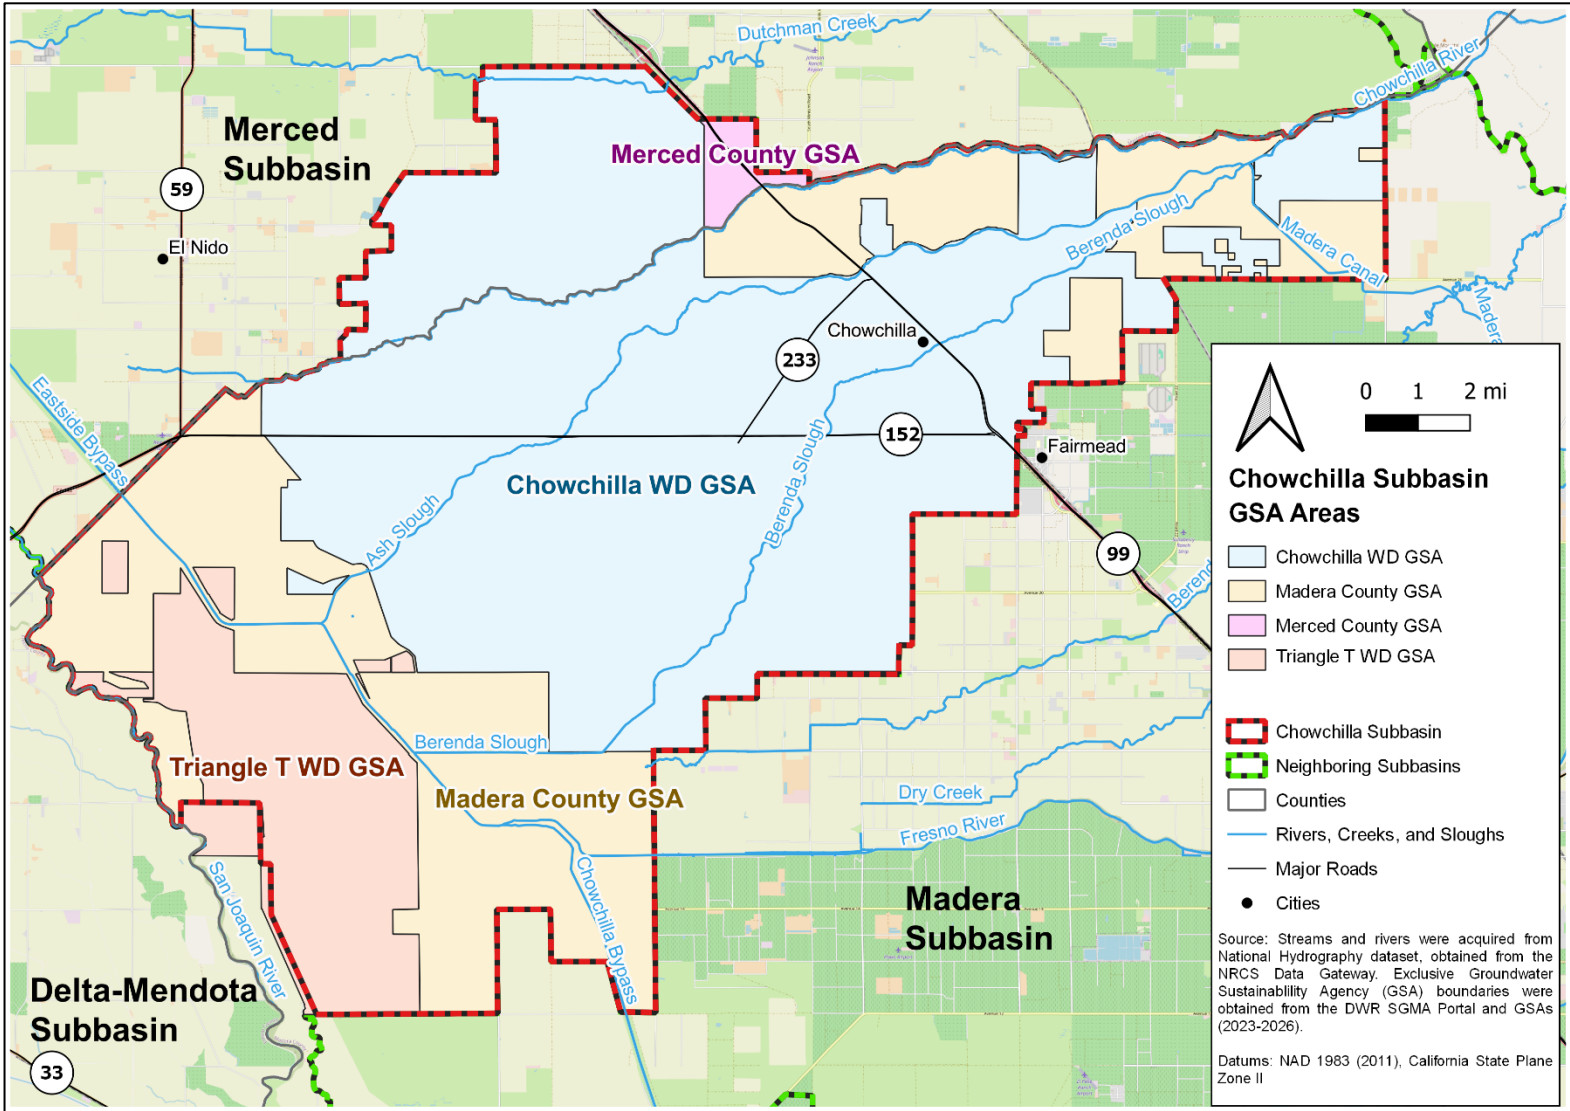 Dutchman Creek
Chowchilla River
Merced
Subbasin
Merced County GSA
59
El Nido
Berenda Slough
Madera Canal
Madera
Chowchilla
233
Eastside Bypass
152
Fairmead
Chowchilla WD GSA
Ash Slough
Berenda Slough
99
Berend
Berenda Slough
Triangle T WD GSA
Madera County GSA
Dry Creek
Fresno River
San Joaquin River
Chowchilla Bypass
Madera
Subbasin
Delta-Mendota
Subbasin
33
0 1 2 mi
Chowchilla Subbasin
GSA Areas
Chowchilla WD GSA
Madera County GSA
Merced County GSA
Triangle T WD GSA
Chowchilla Subbasin
Neighboring Subbasins
Counties
Rivers, Creeks, and Sloughs
Major Roads
Cities
Source: Streams and rivers were acquired from
National Hydrography dataset, obtained from the
NRCS Data Gateway. Exclusive Groundwater
Sustainablility Agency (GSA) boundaries were
obtained from the DWR SGMA Portal and GSAs
(2023-2026).
Datums: NAD 1983 (2011), California State Plane
Zone II